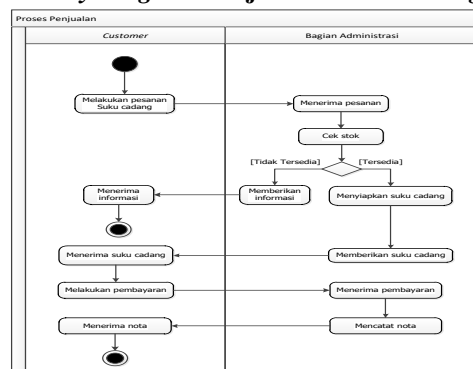 Proses Penjualan
Customer
Bagian Administrasi
Melakukan pesanan
Suku cadang
Menerima pesanan
Cek stok
[Tidak Tersedia]
[Tersedia]
Menerima
informasi
Memberikan
informasi
Menyiapkan suku cadang
Menerima suku cadang
Memberikan suku cadang
Melakukan pembayaran
Menerima pembayaran
Menerima nota
Mencatat nota